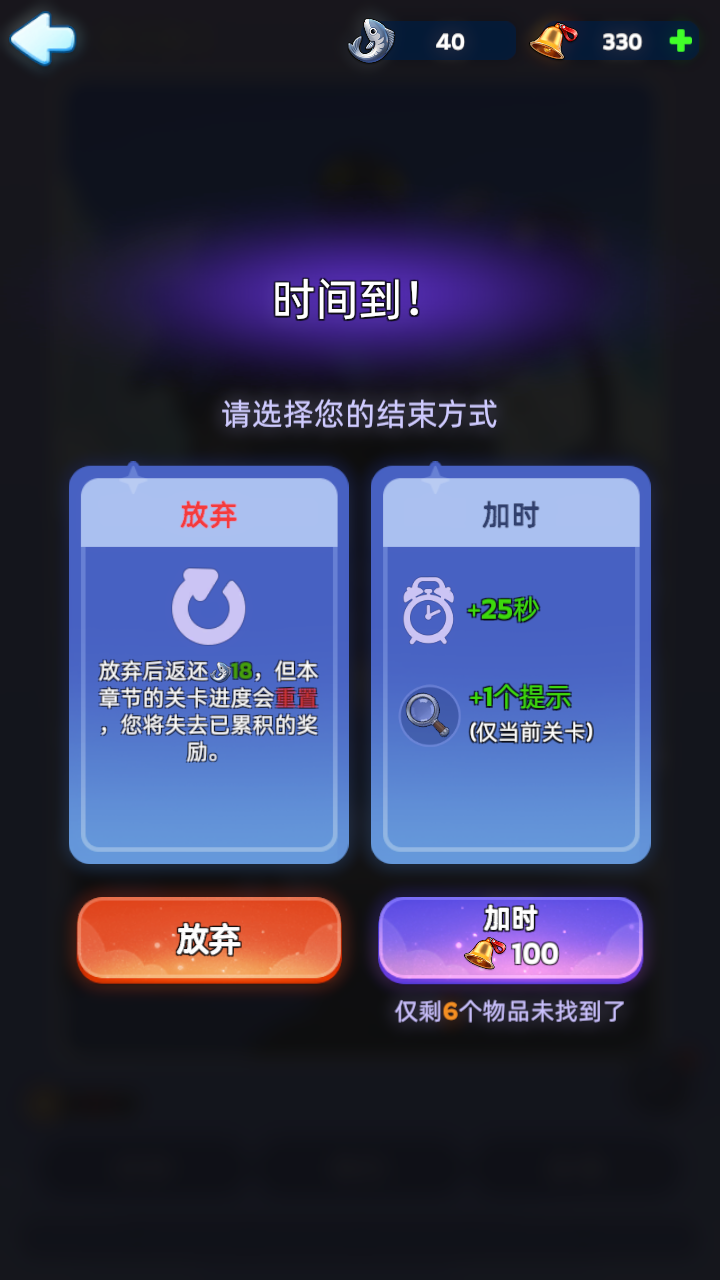 40
330
时间到！
请选择您的结束方式
放弃
加时
放弃后返还18，但本
章节的关卡进度会重置
，您将失去已累积的奖
励。
+25秒
+1个提示
(仅当前关卡)
放弃
加时
100
仅剩6个物品未找到了